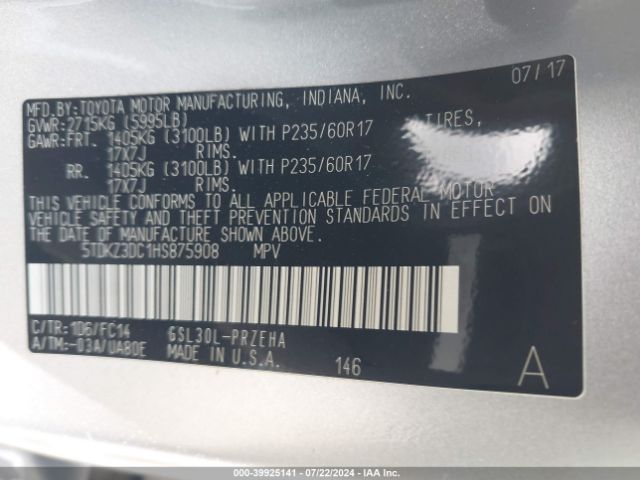 07/17
MFD.BY:TOYOTA MOTOR MANUFACTURING, INDIANA, INC.
GVWR:2715KG (5995LB)
GAWR:FRT. 1405KG (3100LB) WITH P235/60R17 TIRES,
17X7J RIMS.
RR. 1405KG (3100LB) WITH P235/60R17
17X7J RIMS.
THIS VEHICLE CONFORMS TO ALL APPLICABLE FEDERAL MOTOR
VEHICLE SAFETY AND THEFT PREVENTION STANDARDS IN EFFECT ON
THE DATE OF MANUFACTURE SHOWN ABOVE.
5TDKZ3DC1HS875908 MPV
C/TR:1D6/FC14 GSL30L-PRZEHA
A/TM:-03A/UA80E MADE IN U.S.A. 146 A
000-39925141 - 07/22/2024 - IAA Inc.